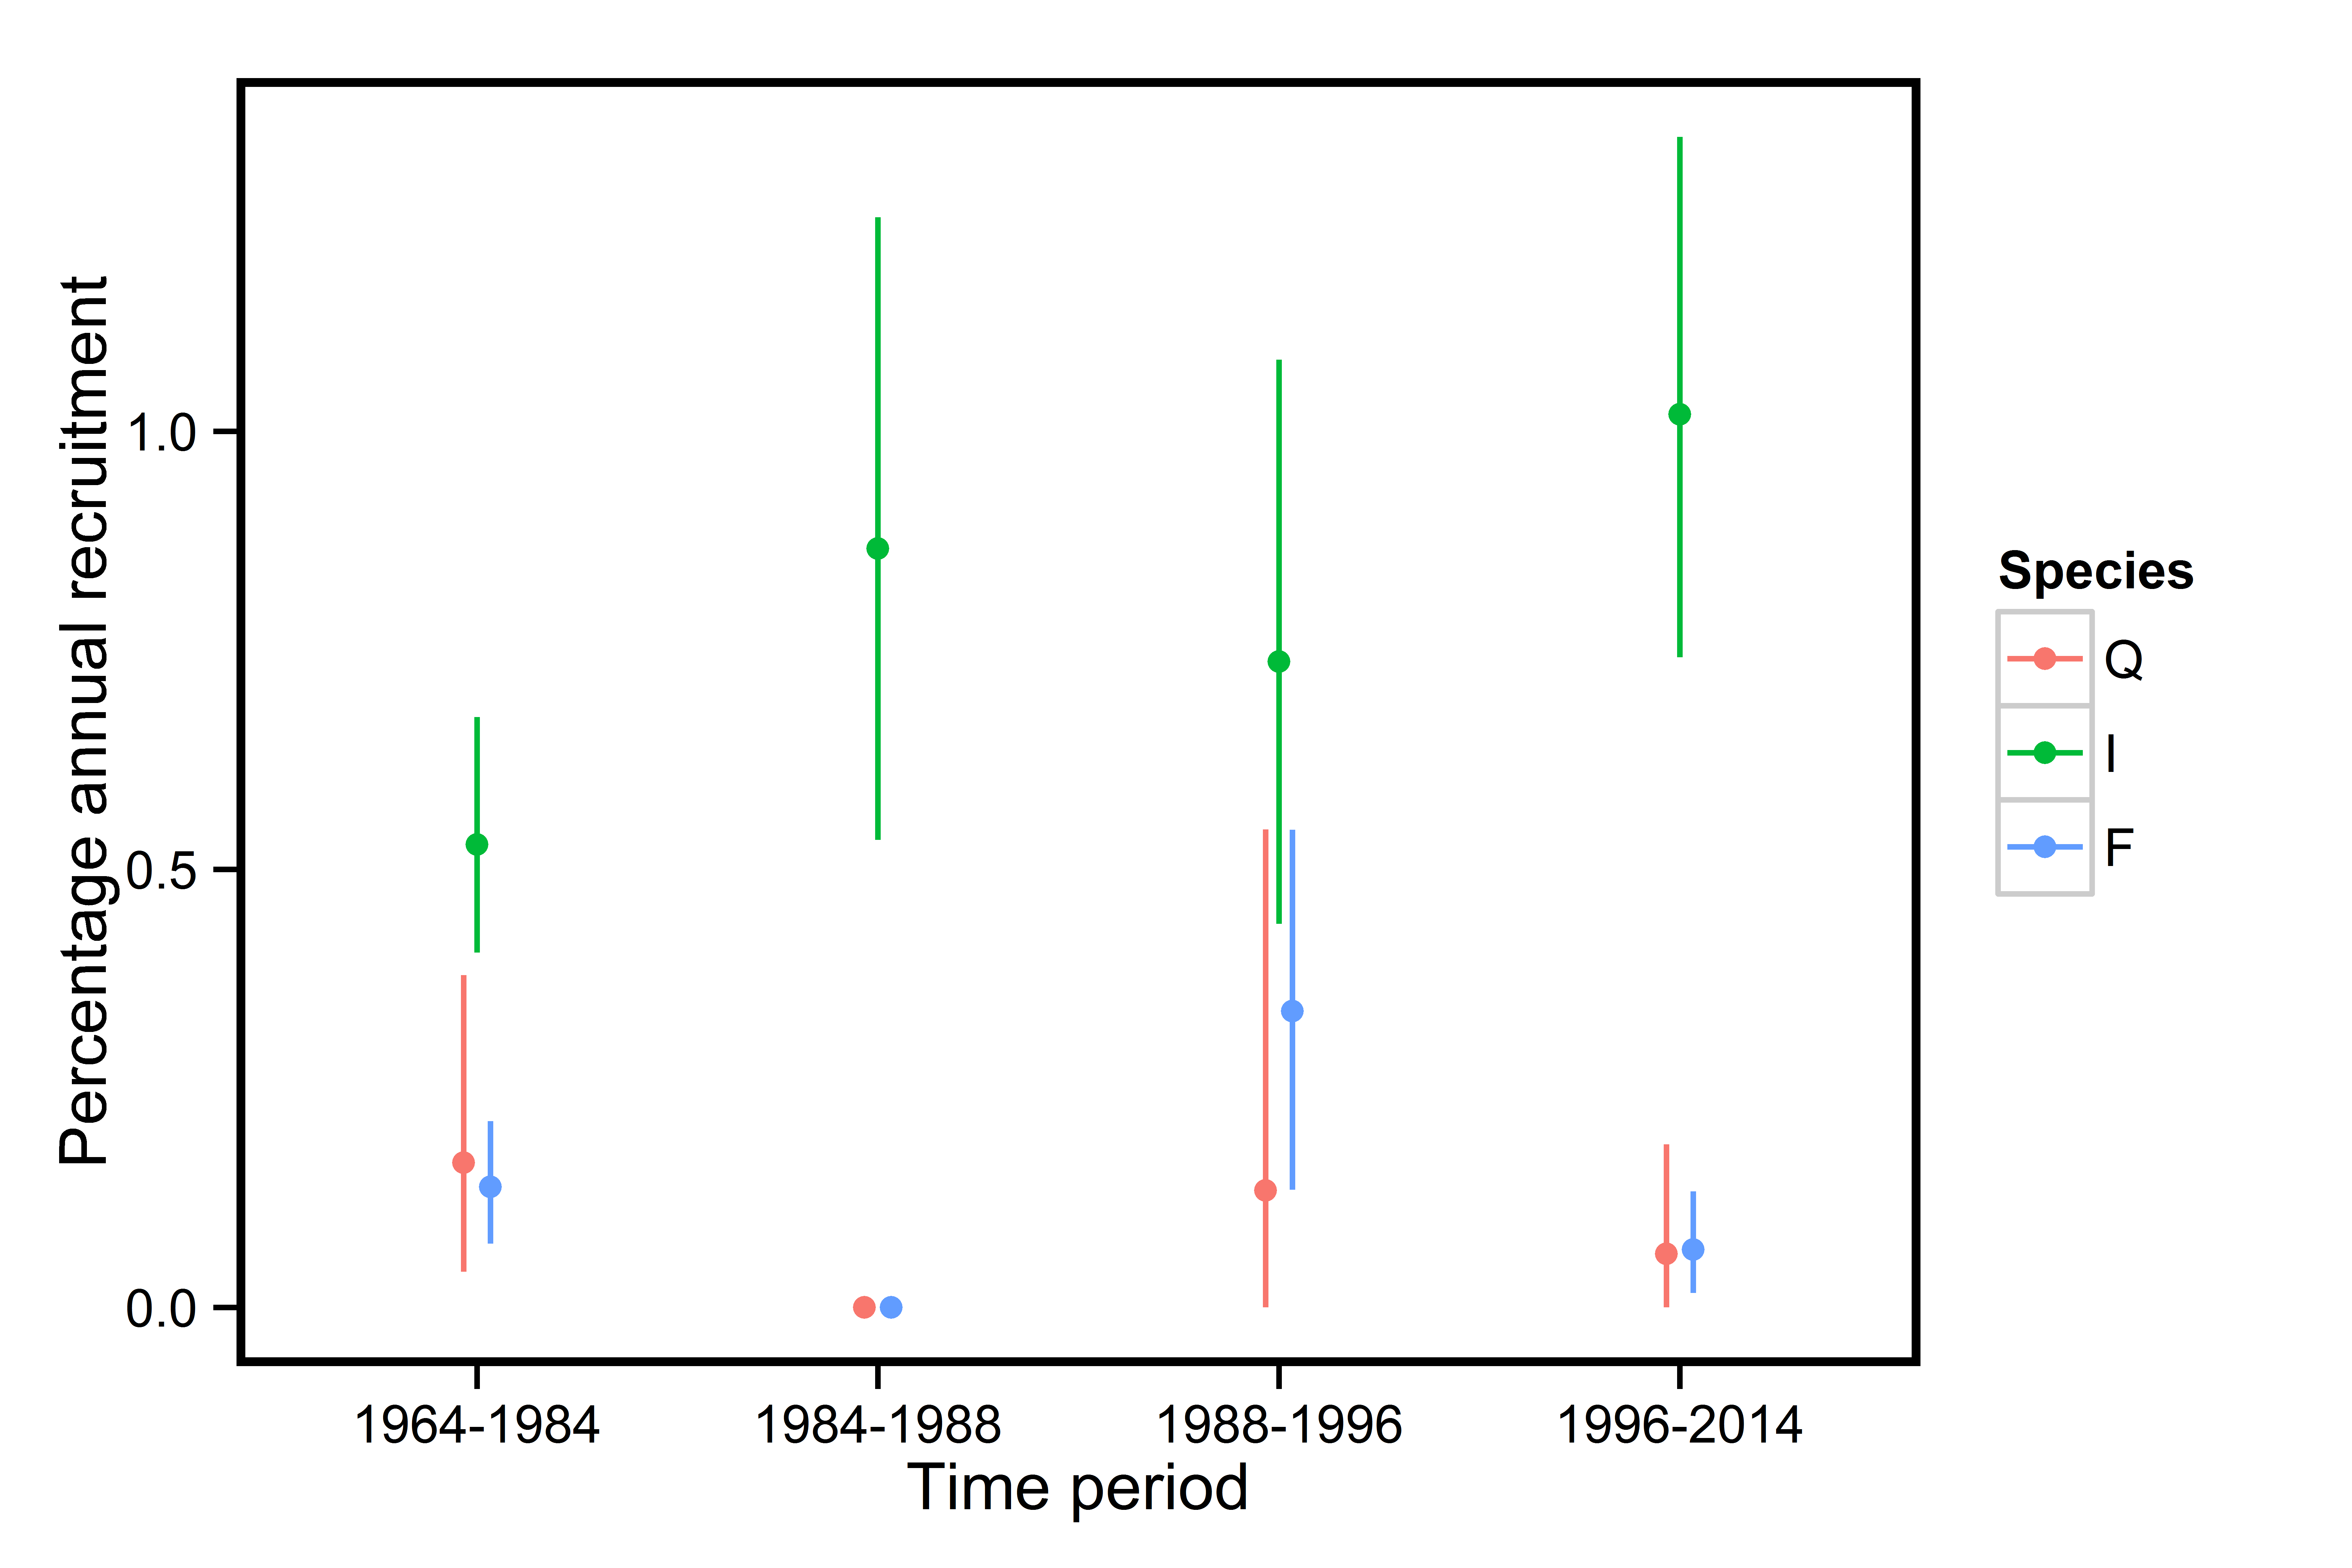 Percentage annual recruitment
1.0
0.5
0.0
1964-1984
1984-1988
1988-1996
1996-2014
Time period
Species
Q
I
F